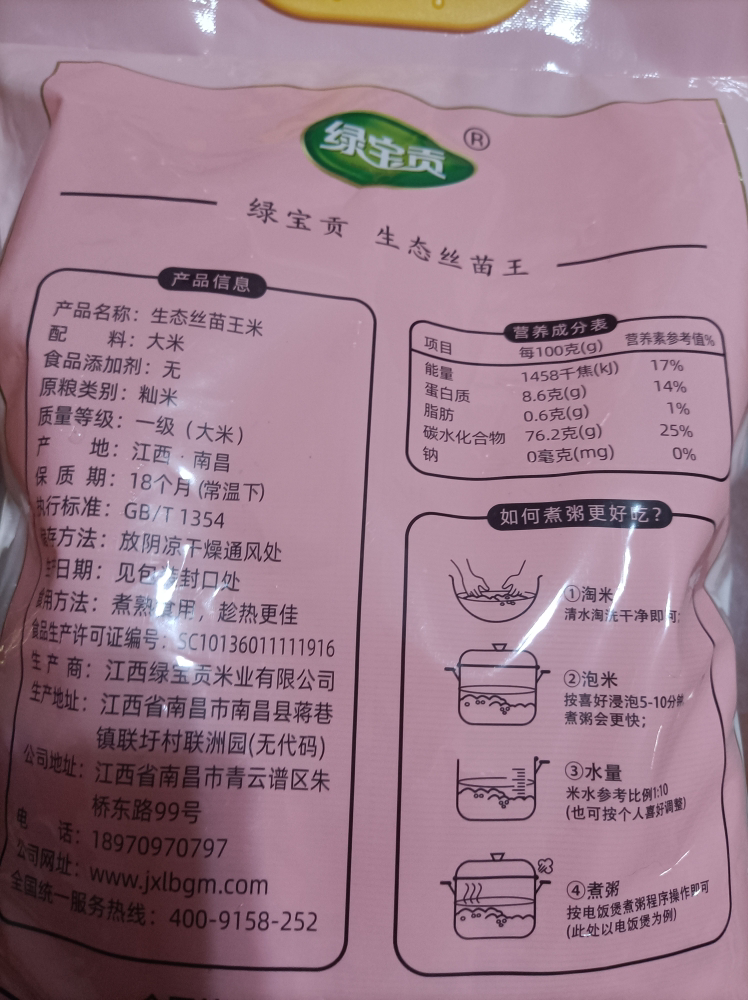 绿宝贡®
绿宝贡 生态丝苗王
产品信息
产品名称：生态丝苗王米
配 料：大米
食品添加剂：无
原粮类别：籼米
质量等级：一级（大米）
产 地：江西·南昌
保 质 期：18个月(常温下)
执行标准：GB/T 1354
存方法：放阴凉干燥通风处
日期：见包 封口处
用方法：煮熟食用，趁热更佳
食品生产许可证编号：SC10136011111916
生 产 商：江西绿宝贡米业有限公司
生产地址：江西省南昌市南昌县蒋巷
镇联圩村联洲园(无代码)
公司地址：江西省南昌市青云谱区朱
桥东路99号
电 话：18970970797
公司网址：www.jxlbgm.com
全国统一服务热线：400-9158-252
营养成分表
项目 每100克(g) 营养素参考值%
能量 1458千焦(kJ) 17%
蛋白质 8.6克(g) 14%
脂肪 0.6克(g) 1%
碳水化合物 76.2克(g) 25%
钠 0毫克(mg) 0%
如何煮粥更好吃？
①淘米
清水淘洗干净即可；
②泡米
按喜好浸泡5-10分钟
煮粥会更快；
③水量
米水参考比例1:10
(也可按个人喜好调整)
④煮粥
按电饭煲煮粥程序操作即可
(此处以电饭煲为例)